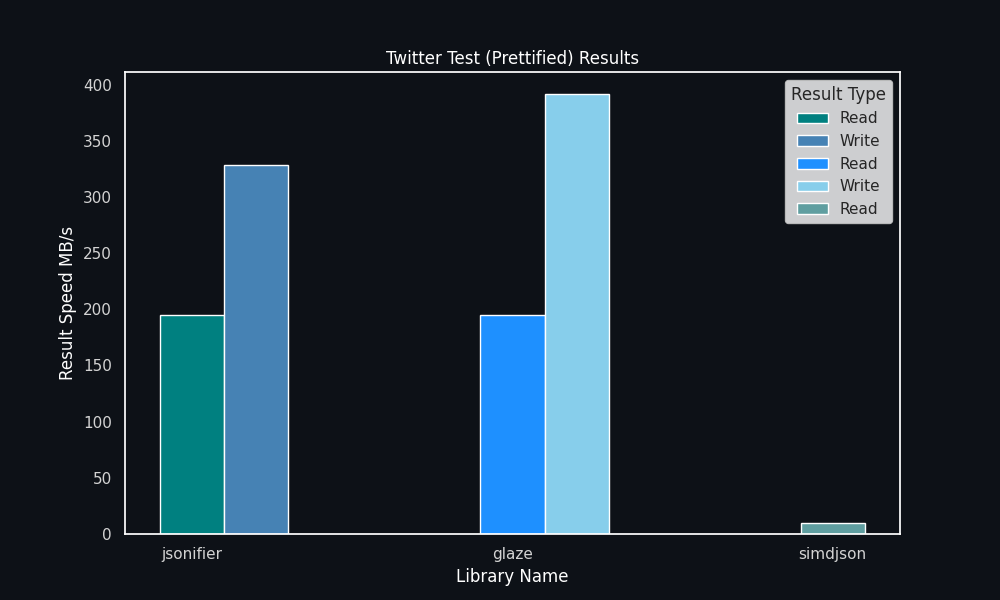 Twitter Test (Prettified) Results
Result Type
Read
Write
Read
Write
Read
400
350
300
250
200
150
100
50
0
Result Speed MB/s
jsonifier
glaze
simdjson
Library Name